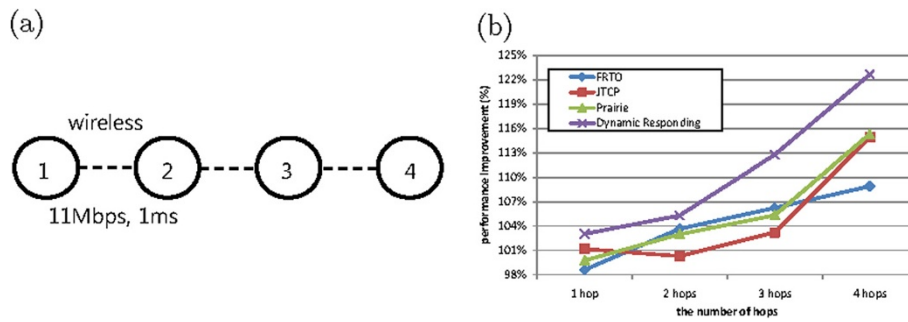 (a)
wireless
1
2
3
4
11Mbps, 1ms
(b)
125%
122%
119%
116%
113%
110%
107%
104%
101%
98%
performance improvement (%)
FRTO
JTCP
Prairie
Dynamic Responding
1 hop
2 hops
3 hops
4 hops
the number of hops